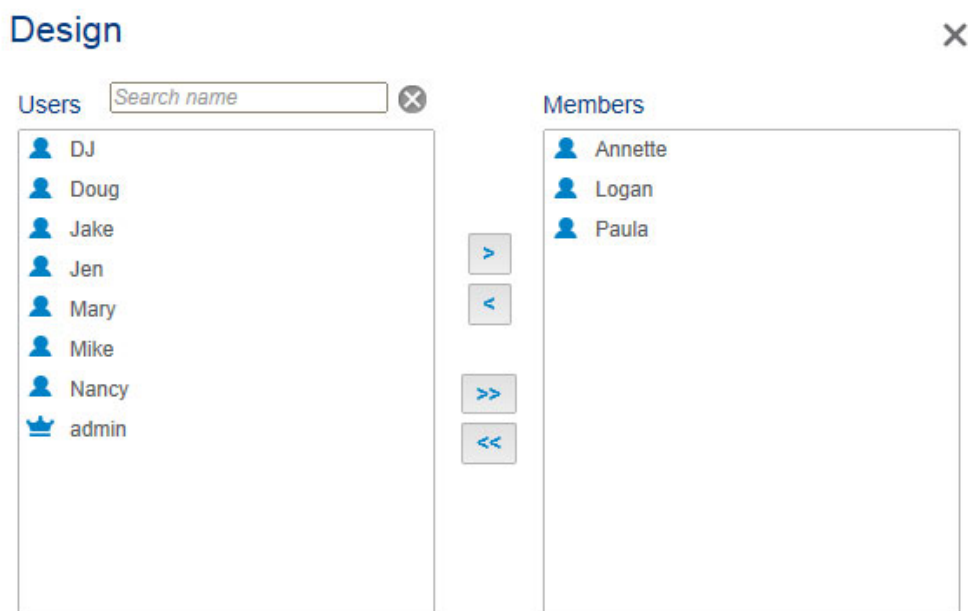 Design
Users
Search name
DJ
Doug
Jake
Jen
Mary
Mike
Nancy
admin
>
<
>>
<<
Members
Annette
Logan
Paula